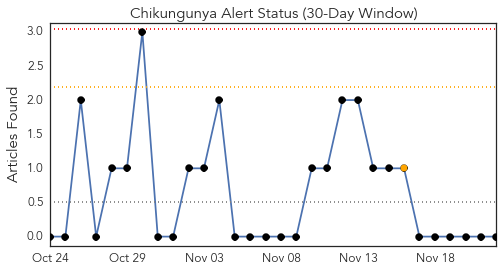 Chikungunya Alert Status (30-Day Window)
Articles Found
3.0
2.5
2.0
1.5
1.0
0.5
0.0
Oct 24 Oct 29 Nov 03 Nov 08 Nov 13 Nov 18